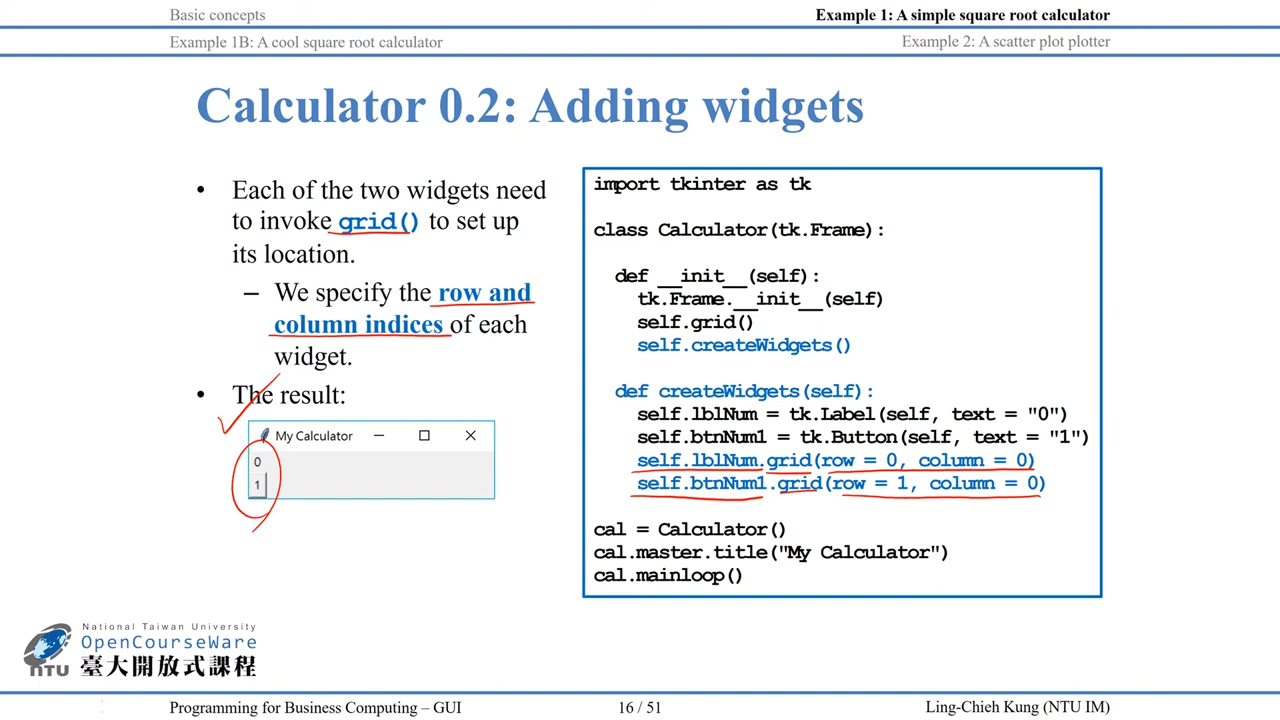 Basic concepts
Example 1: A simple square root calculator
Example 1B: A cool square root calculator
Example 2: A scatter plot plotter
Calculator 0.2: Adding widgets
• Each of the two widgets need
to invoke grid() to set up
its location.
– We specify the row and
column indices of each
widget.
• The result:
My Calculator
0
1
import tkinter as tk
class Calculator(tk.Frame):
def __init__(self):
tk.Frame.__init__(self)
self.grid()
self.createWidgets()
def createWidgets(self):
self.lblNum = tk.Label(self, text = "0")
self.btnNum1 = tk.Button(self, text = "1")
self.lblNum.grid(row = 0, column = 0)
self.btnNum1.grid(row = 1, column = 0)
cal = Calculator()
cal.master.title("My Calculator")
cal.mainloop()
National Taiwan University
OpenCourseWare
NTU 臺大開放式課程
Programming for Business Computing – GUI
16 / 51
Ling-Chieh Kung (NTU IM)